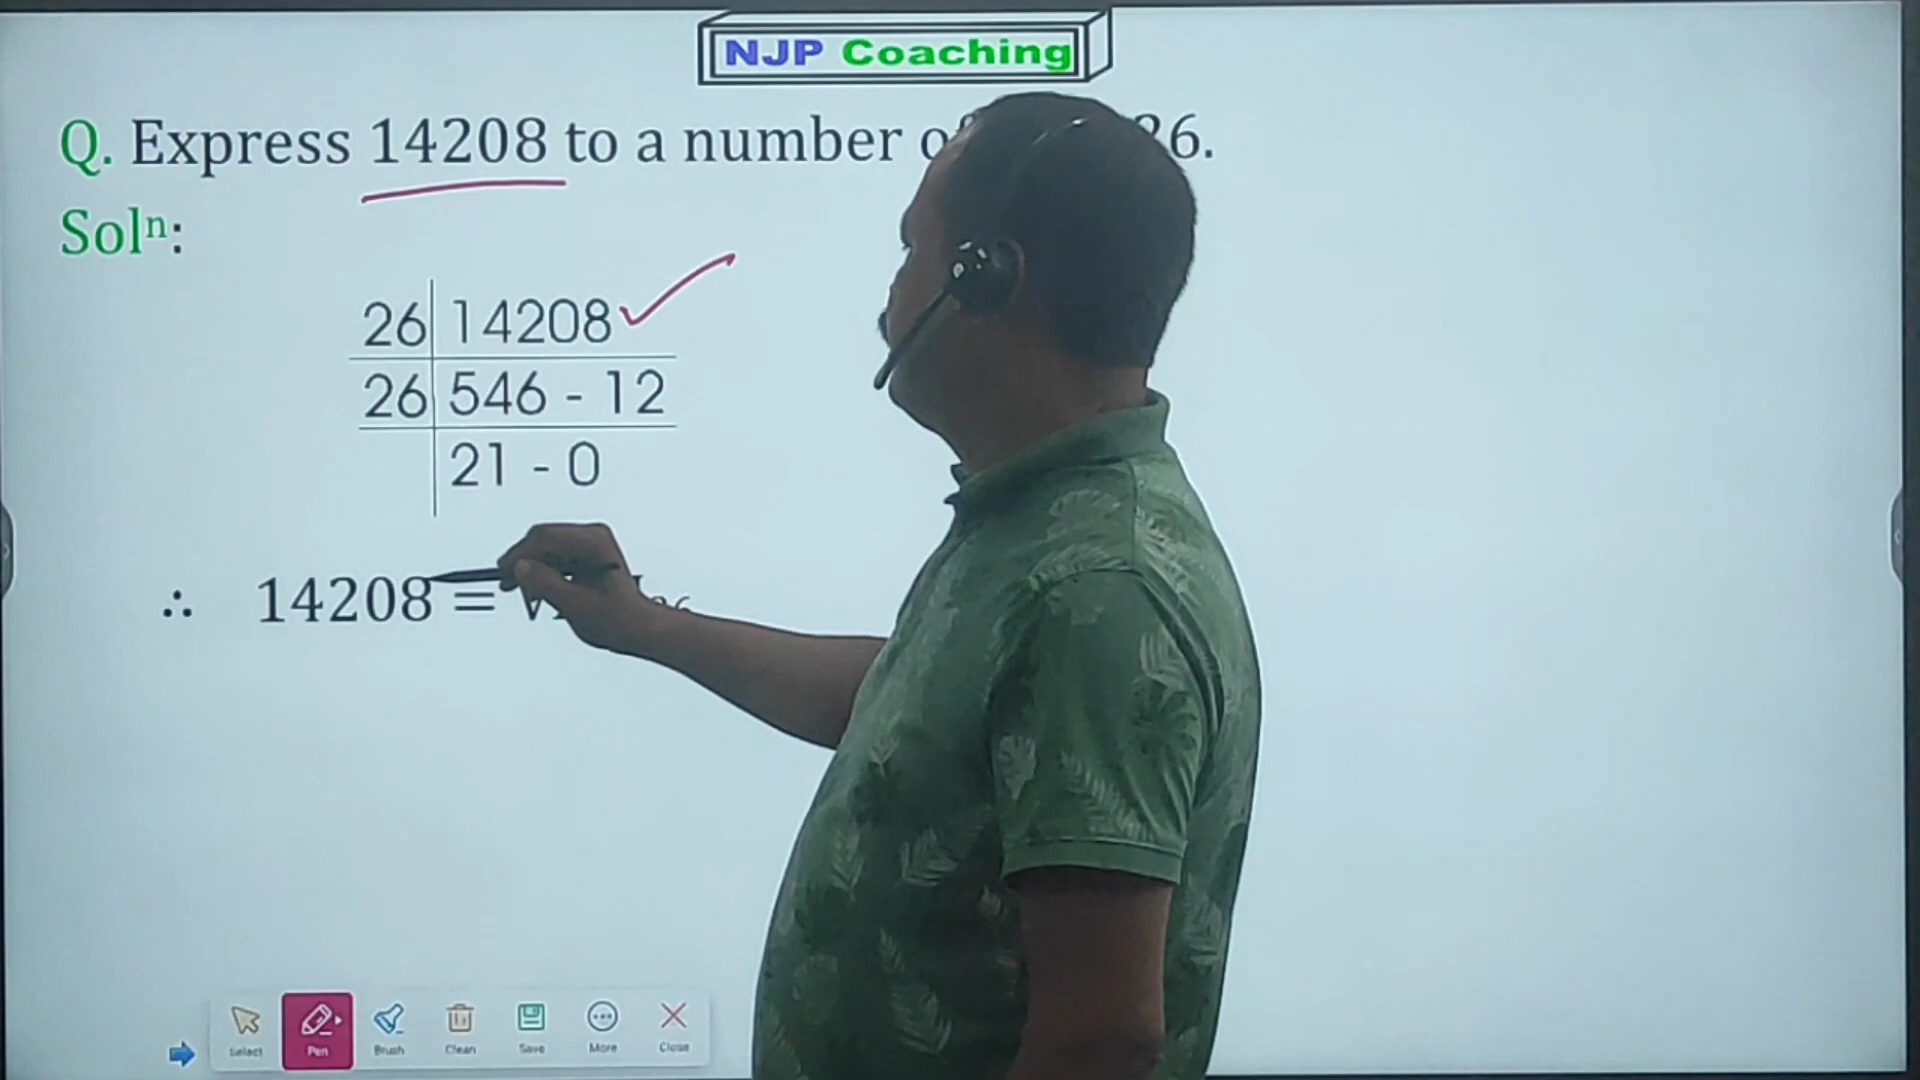 NJP Coaching
Q. Express 14208 to a number 26.
Solⁿ:
26 14208
26 546 - 12
21 - 0
∴ 14208 =
Select Pen Brush Clean Save More Close